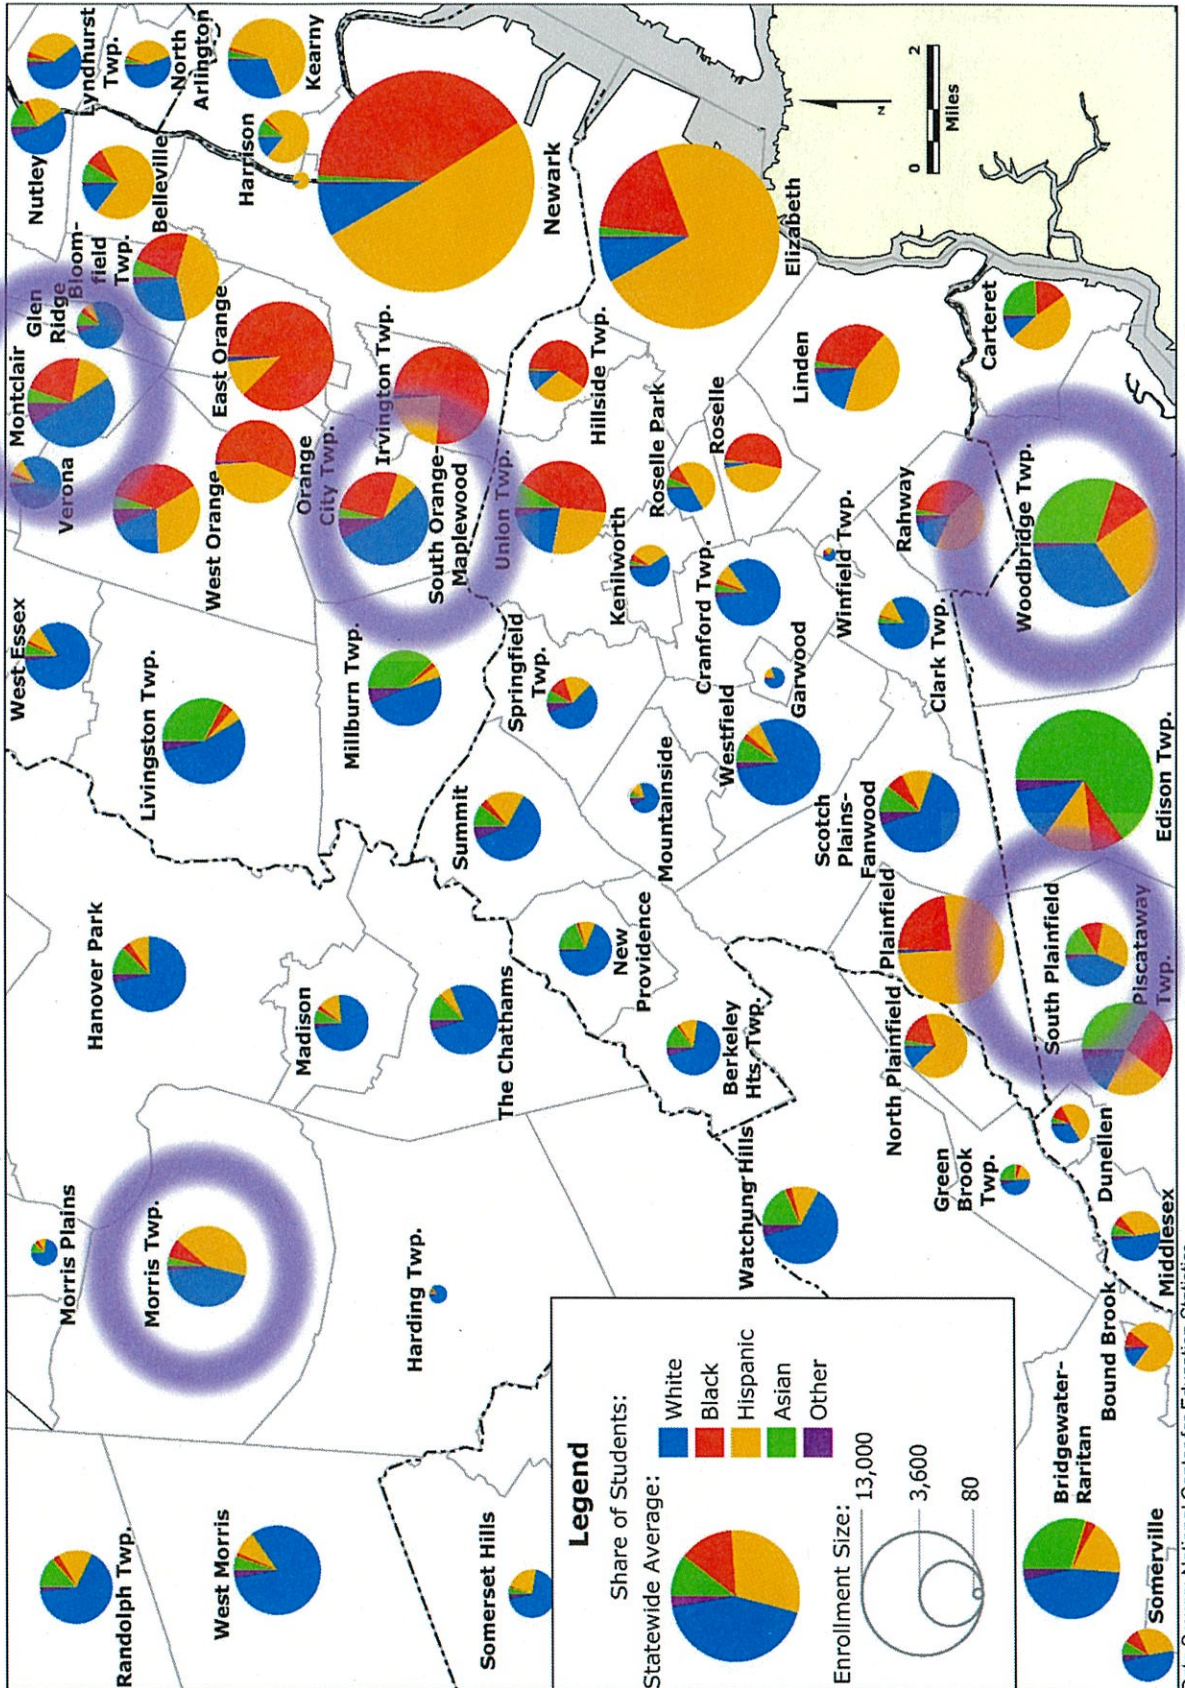 Nutley
Lyndhurst
Twp.
North
Arlington
Kearny
Belleville
Harrison
Newark
Glen
Ridge
Bloom-
field
Twp.
Montclair
Verona
East Orange
West Orange
Orange
City Twp.
Irvington Twp.
South Orange-
Maplewood
Union Twp.
Hillside Twp.
Elizabeth
West Essex
Livingston Twp.
Millburn Twp.
Springfield
Twp.
Kenilworth
Roselle Park
Roselle
Linden
Carteret
Cranford Twp.
Winfield Twp.
Rahway
Woodbridge Twp.
Garwood
Clark Twp.
Westfield
Mountainside
Summit
Scotch
Plains-
Fanwood
Edison Twp.
Hanover Park
Madison
The Chathams
New
Providence
Berkeley
Hts. Twp.
Plainfield
North Plainfield
South Plainfield
Piscataway
Twp.
Morris Plains
Morris Twp.
Harding Twp.
Watchung Hills
Green
Brook
Twp.
Dunellen
Middlesex
Bound Brook
Bridgewater-
Raritan
Somerville
Randolph Twp.
West Morris
Somerset Hills
Legend
Share of Students:
Statewide Average:
White
Black
Hispanic
Asian
Other
Enrollment Size:
13,000
3,600
80
N
0 2
Miles